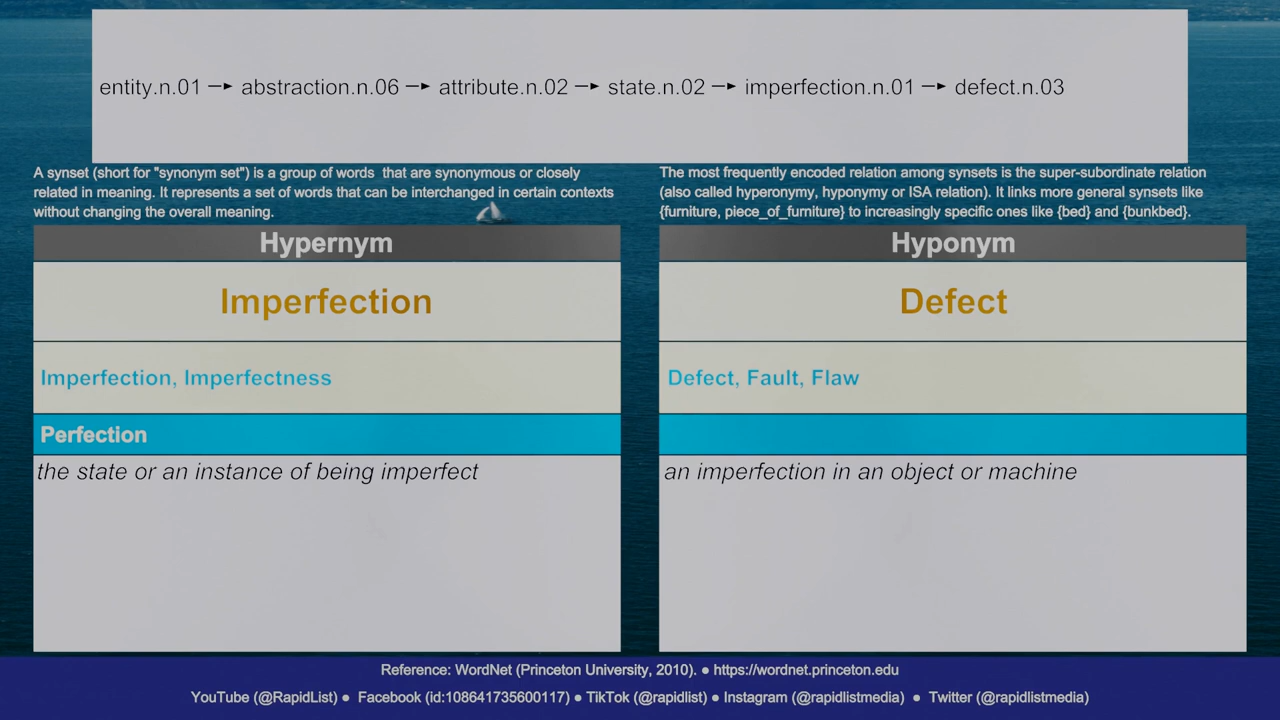 entity.n.01 → abstraction.n.06 → attribute.n.02 → state.n.02 → imperfection.n.01 → defect.n.03
A synset (short for "synonym set") is a group of words that are synonymous or closely
related in meaning. It represents a set of words that can be interchanged in certain contexts
without changing the overall meaning.
The most frequently encoded relation among synsets is the super-subordinate relation
(also called hyperonymy, hyponymy or ISA relation). It links more general synsets like
{furniture, piece_of_furniture} to increasingly specific ones like {bed} and {bunkbed}.
Hypernym
Imperfection
Imperfection, Imperfectness
Perfection
the state or an instance of being imperfect
Hyponym
Defect
Defect, Fault, Flaw
an imperfection in an object or machine
Reference: WordNet (Princeton University, 2010). ● https://wordnet.princeton.edu
YouTube (@RapidList) ● Facebook (id:108641735600117) ● TikTok (@rapidlist) ● Instagram (@rapidlistmedia) ● Twitter (@rapidlistmedia)